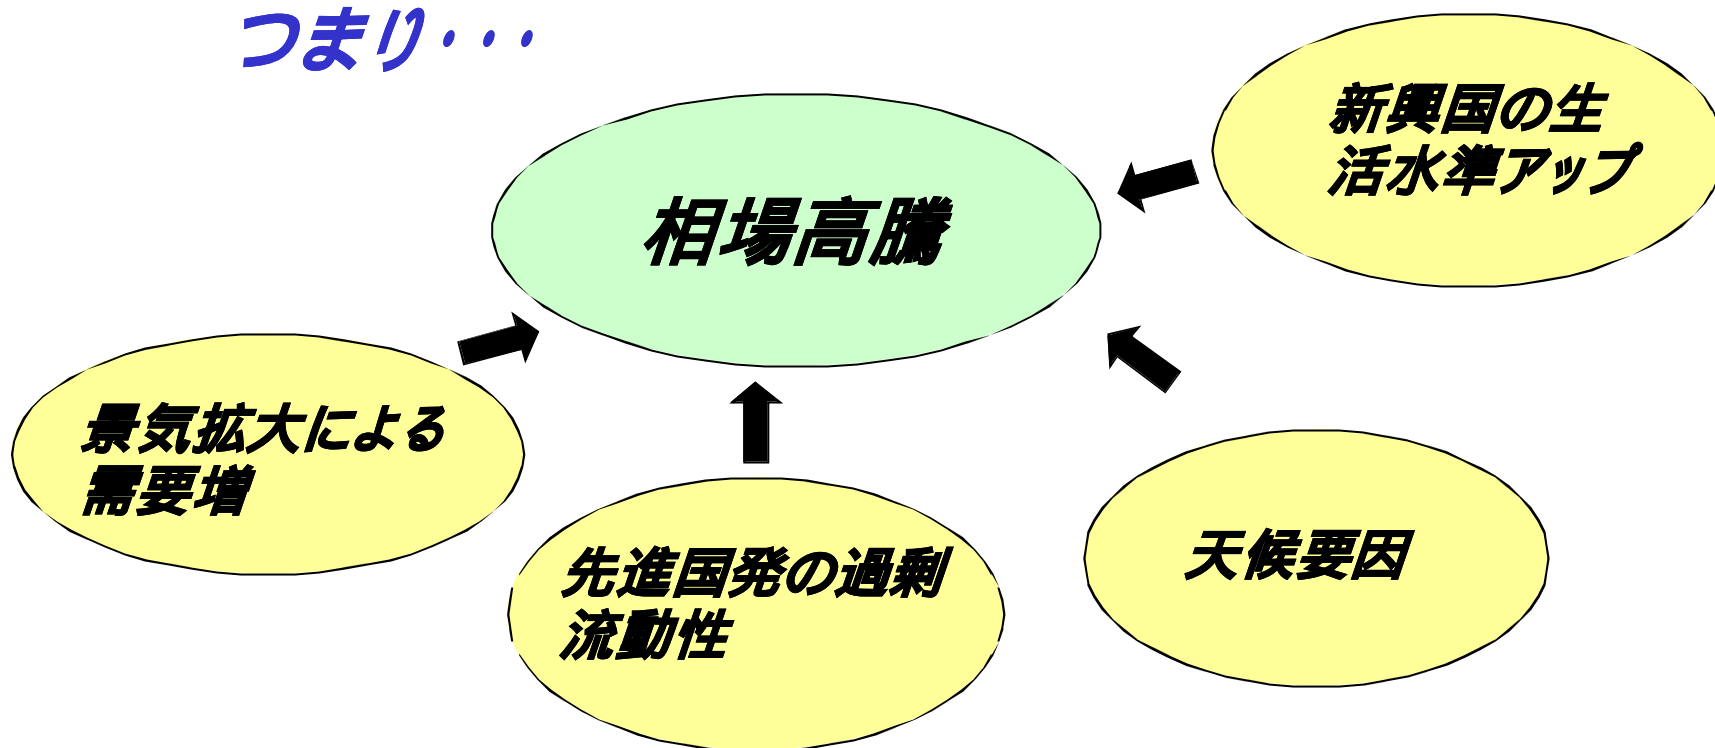 つまり・・・
新興国の生
活水準アップ
相場高騰
景気拡大による
需要増
先進国発の過剰
流動性
天候要因